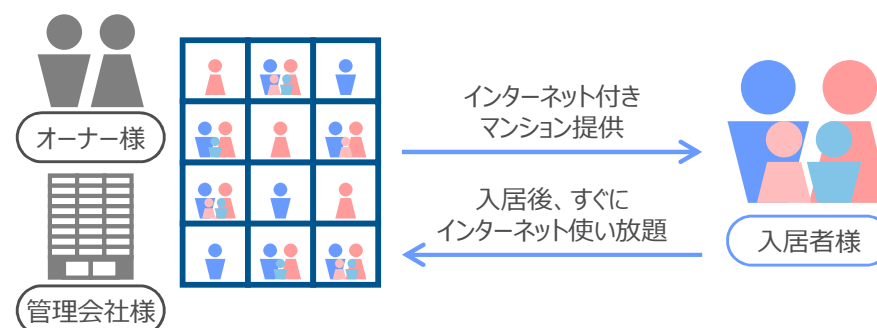 オーナー様
管理会社様
インターネット付き
マンション提供
入居後、すぐに
インターネット使い放題
入居者様